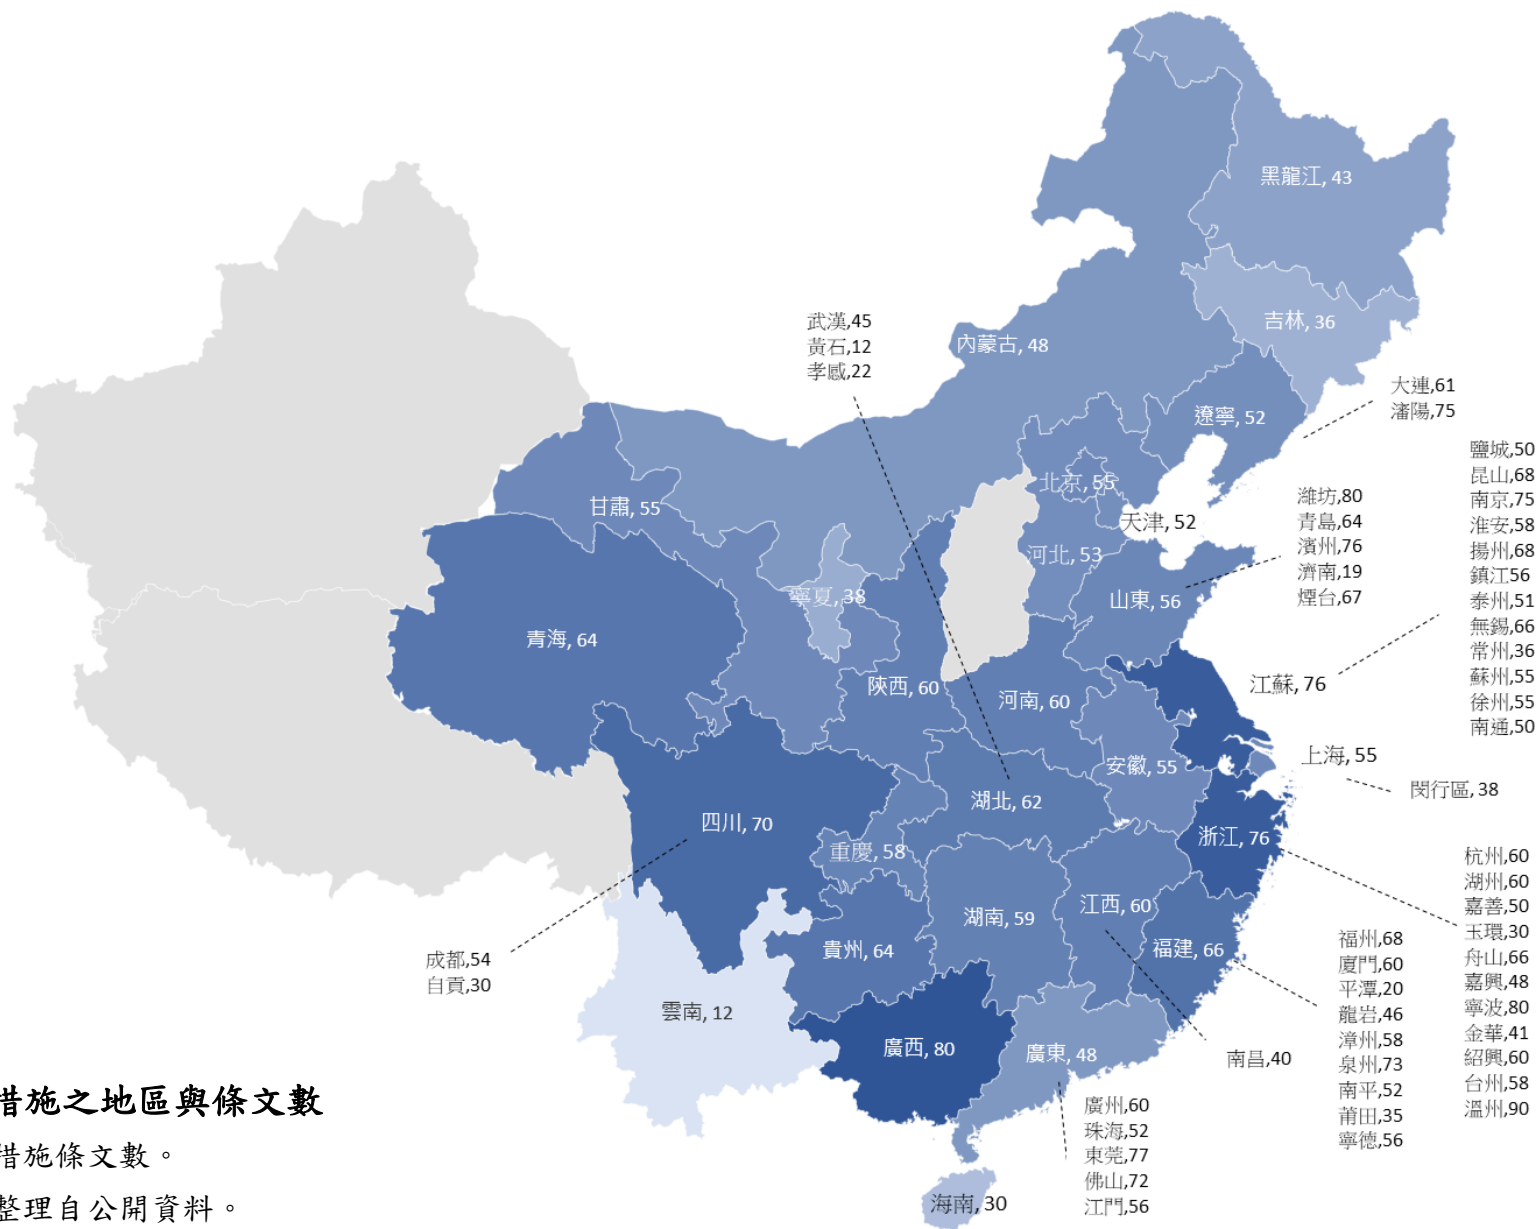 黑龍江, 43
吉林, 36
內蒙古, 48
遼寧, 52
大連,61
瀋陽,75
武漢,45
黃石,12
孝感,22
甘肅, 55
北京, 55
天津, 52
河北, 53
寧夏, 38
山東, 56
濰坊,80
青島,64
濱州,76
濟南,19
煙台,67
青海, 64
陝西, 60
河南, 60
江蘇, 76
鹽城,50
昆山,68
南京,75
淮安,58
揚州,68
鎮江56
泰州,51
無錫,66
常州,36
蘇州,55
徐州,55
南通,50
安徽, 55
上海, 55
閔行區, 38
四川, 70
成都,54
自貢,30
重慶, 58
湖北, 62
浙江, 76
杭州,60
湖州,60
嘉善,50
玉環,30
舟山,66
嘉興,48
寧波,80
金華,41
紹興,60
台州,58
溫州,90
貴州, 64
湖南, 59
江西, 60
南昌,40
福建, 66
福州,68
廈門,60
平潭,20
龍岩,46
漳州,58
泉州,73
南平,52
莆田,35
寧德,56
雲南, 12
廣西, 80
廣東, 48
廣州,60
珠海,52
東莞,77
佛山,72
江門,56
海南, 30
措施之地區與條文數
措施條文數。
整理自公開資料。